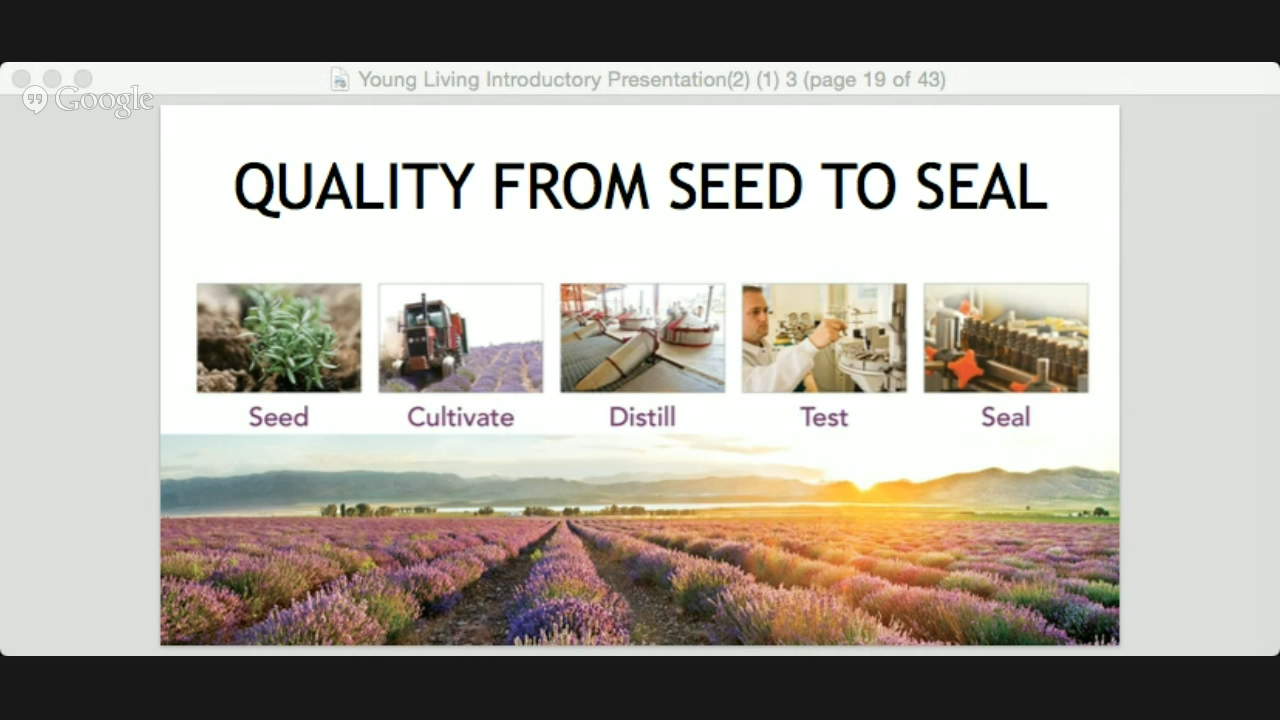 Young Living Introductory Presentation(2) (1) 3 (page 19 of 43)
Google
QUALITY FROM SEED TO SEAL
Seed
Cultivate
Distill
Test
Seal